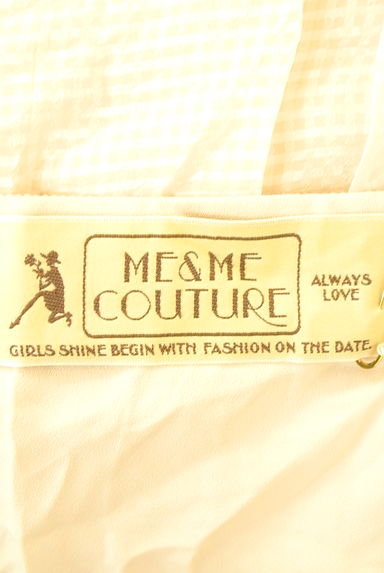 ME&ME
COUTURE
ALWAYS
LOVE
GIRLS SHINE BEGIN WITH FASHION ON THE DATE